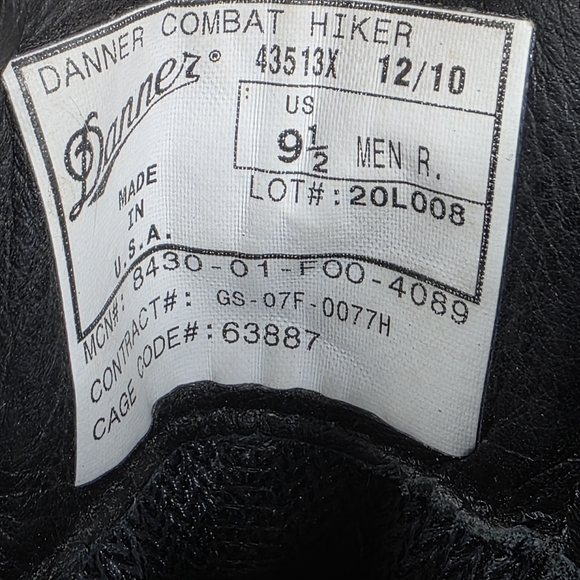 DANNER COMBAT HIKER
Danner® 43513X 12/10
US
9½ MEN R.
MADE
IN
U.S.A.
LOT#: 20L008
MCN#: 8430-01-F00-4089
CONTRACT#: GS-07F-0077H
CAGE CODE#: 63887